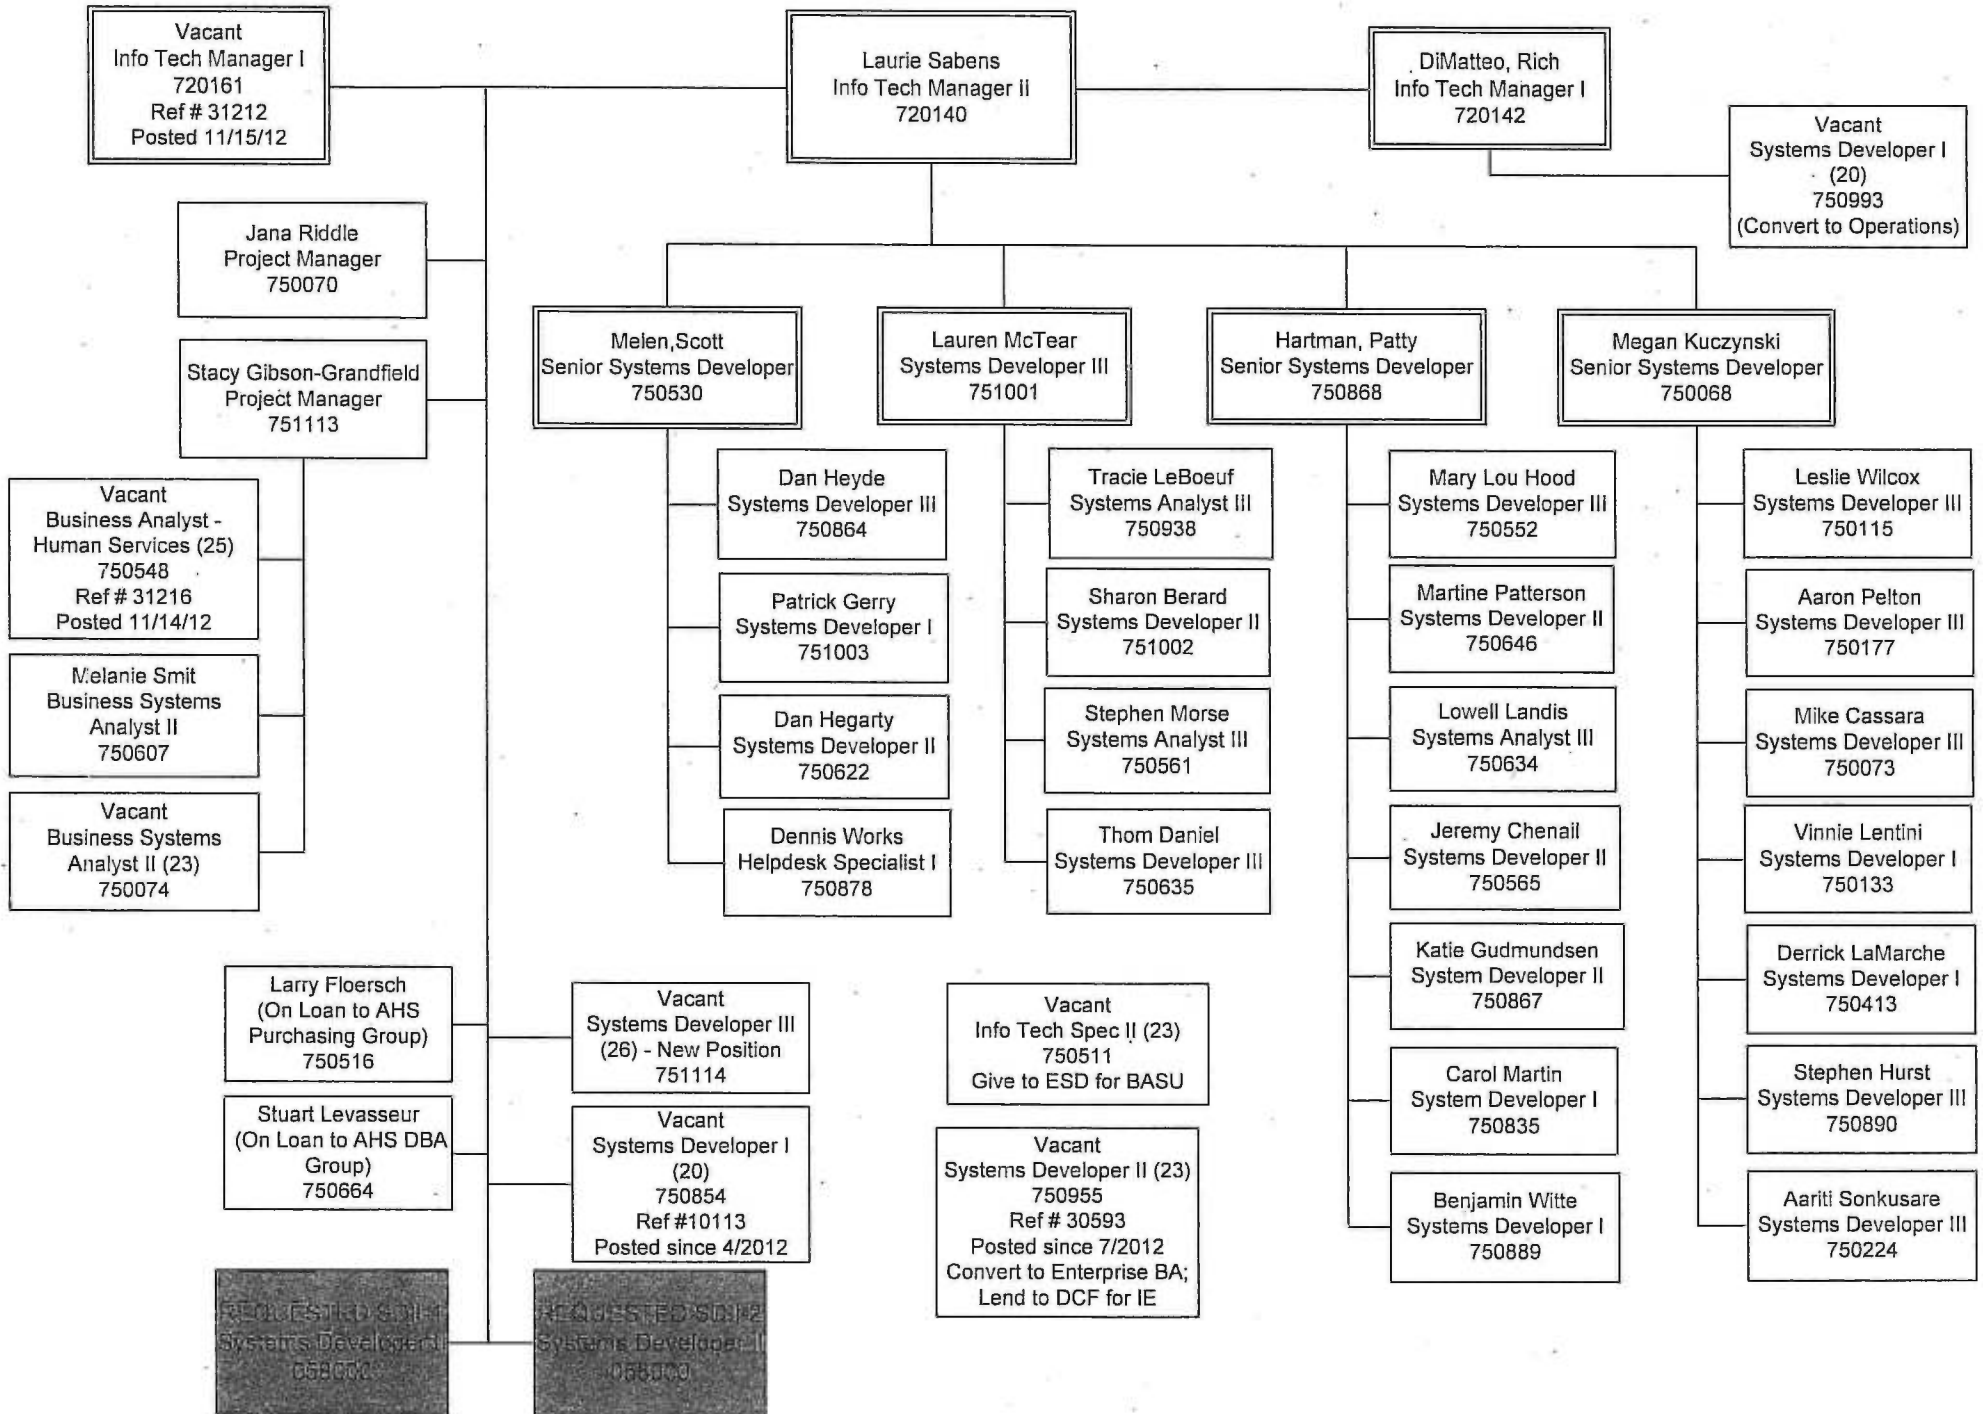 Vacant
Info Tech Manager I
720161
Ref # 31212
Posted 11/15/12
Laurie Sabens
Info Tech Manager II
720140
DiMatteo, Rich
Info Tech Manager I
720142
Vacant
Systems Developer I
(20)
750993
(Convert to Operations)
Jana Riddle
Project Manager
750070
Stacy Gibson-Grandfield
Project Manager
751113
Vacant
Business Analyst -
Human Services (25)
750548
Ref # 31216
Posted 11/14/12
Melanie Smit
Business Systems
Analyst II
750607
Vacant
Business Systems
Analyst II (23)
750074
Melen,Scott
Senior Systems Developer
750530
Dan Heyde
Systems Developer III
750864
Patrick Gerry
Systems Developer I
751003
Dan Hegarty
Systems Developer II
750622
Dennis Works
Helpdesk Specialist I
750878
Lauren McTear
Systems Developer III
751001
Tracie LeBoeuf
Systems Analyst III
750938
Sharon Berard
Systems Developer II
751002
Stephen Morse
Systems Analyst III
750561
Thom Daniel
Systems Developer III
750635
Hartman, Patty
Senior Systems Developer
750868
Mary Lou Hood
Systems Developer III
750552
Martine Patterson
Systems Developer II
750646
Lowell Landis
Systems Analyst III
750634
Jeremy Chenail
Systems Developer II
750565
Katie Gudmundsen
System Developer II
750867
Carol Martin
System Developer I
750835
Benjamin Witte
Systems Developer I
750889
Megan Kuczynski
Senior Systems Developer
750068
Leslie Wilcox
Systems Developer III
750115
Aaron Pelton
Systems Developer III
750177
Mike Cassara
Systems Developer III
750073
Vinnie Lentini
Systems Developer I
750133
Derrick LaMarche
Systems Developer I
750413
Stephen Hurst
Systems Developer III
750890
Aariti Sonkusare
Systems Developer III
750224
Larry Floersch
(On Loan to AHS
Purchasing Group)
750516
Stuart Levasseur
(On Loan to AHS DBA
Group)
750664
Vacant
Systems Developer III
(26) - New Position
751114
Vacant
Systems Developer I
(20)
750854
Ref #10113
Posted since 4/2012
Vacant
Info Tech Spec II (23)
750511
Give to ESD for BASU
Vacant
Systems Developer II (23)
750955
Ref # 30593
Posted since 7/2012
Convert to Enterprise BA;
Lend to DCF for IE
REQUESTED
Systems Developer
REQUESTED
Systems Developer II